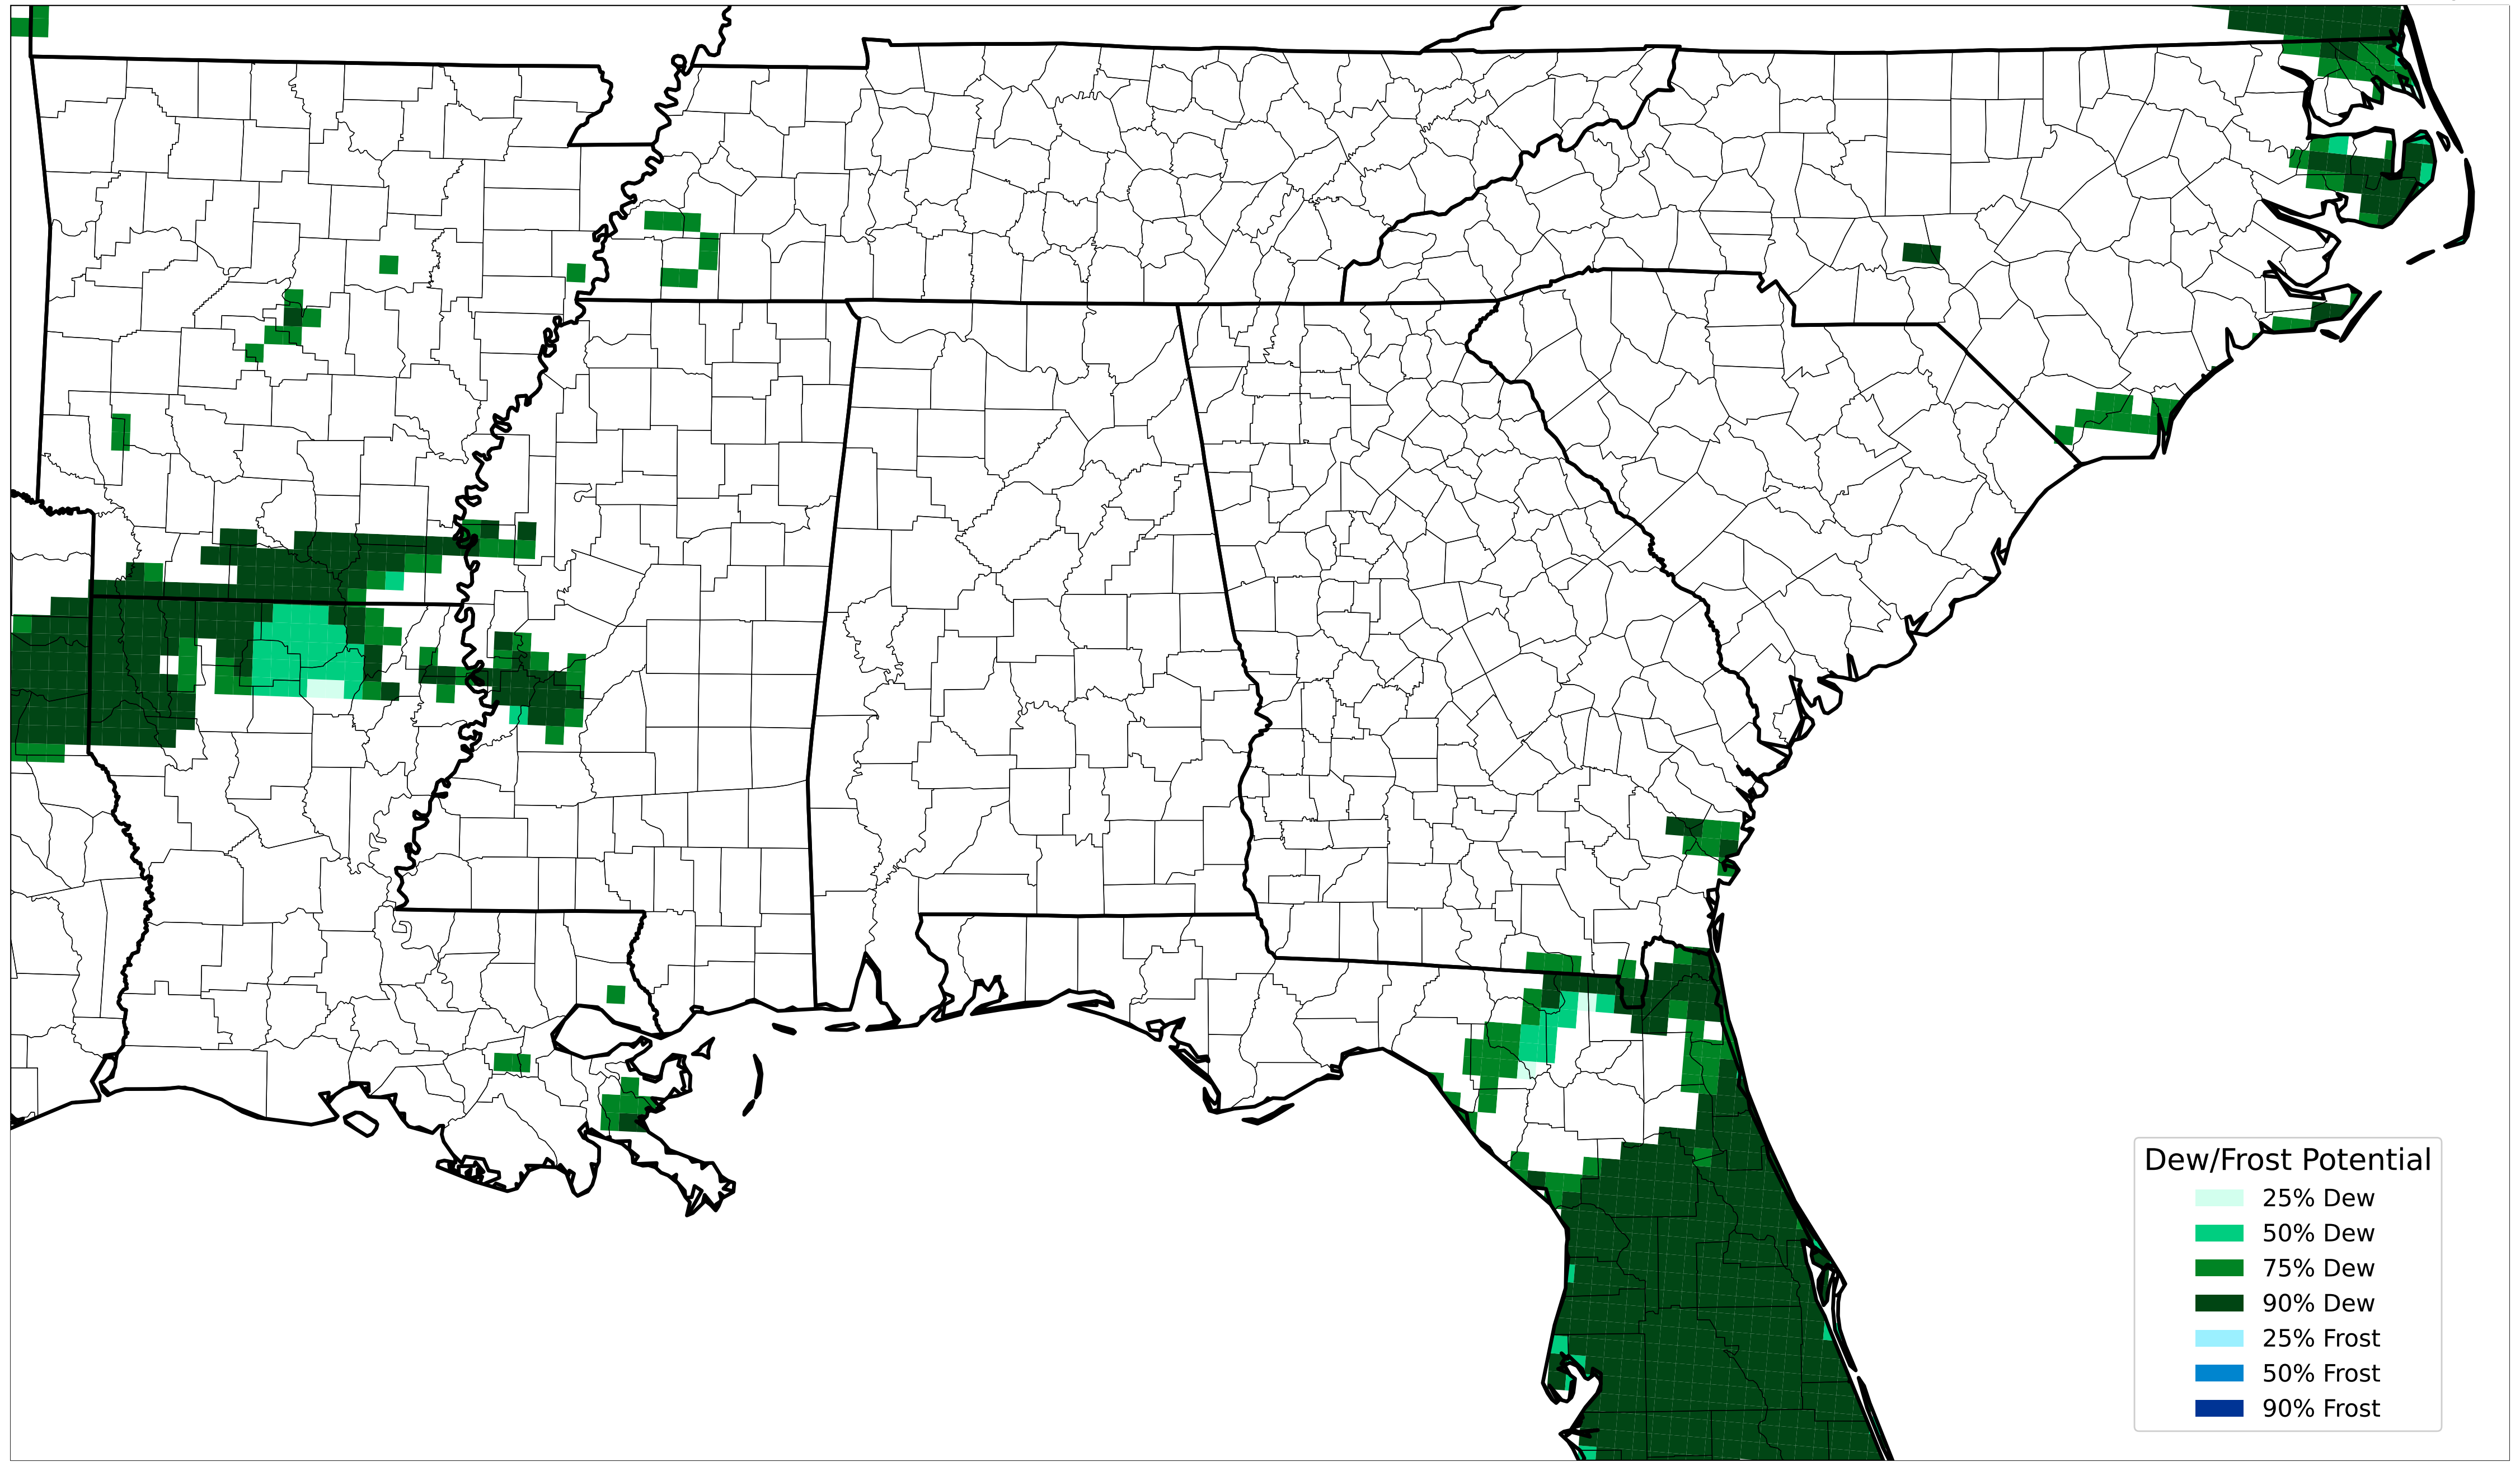 Dew/Frost Potential
25% Dew
50% Dew
75% Dew
90% Dew
25% Frost
50% Frost
90% Frost